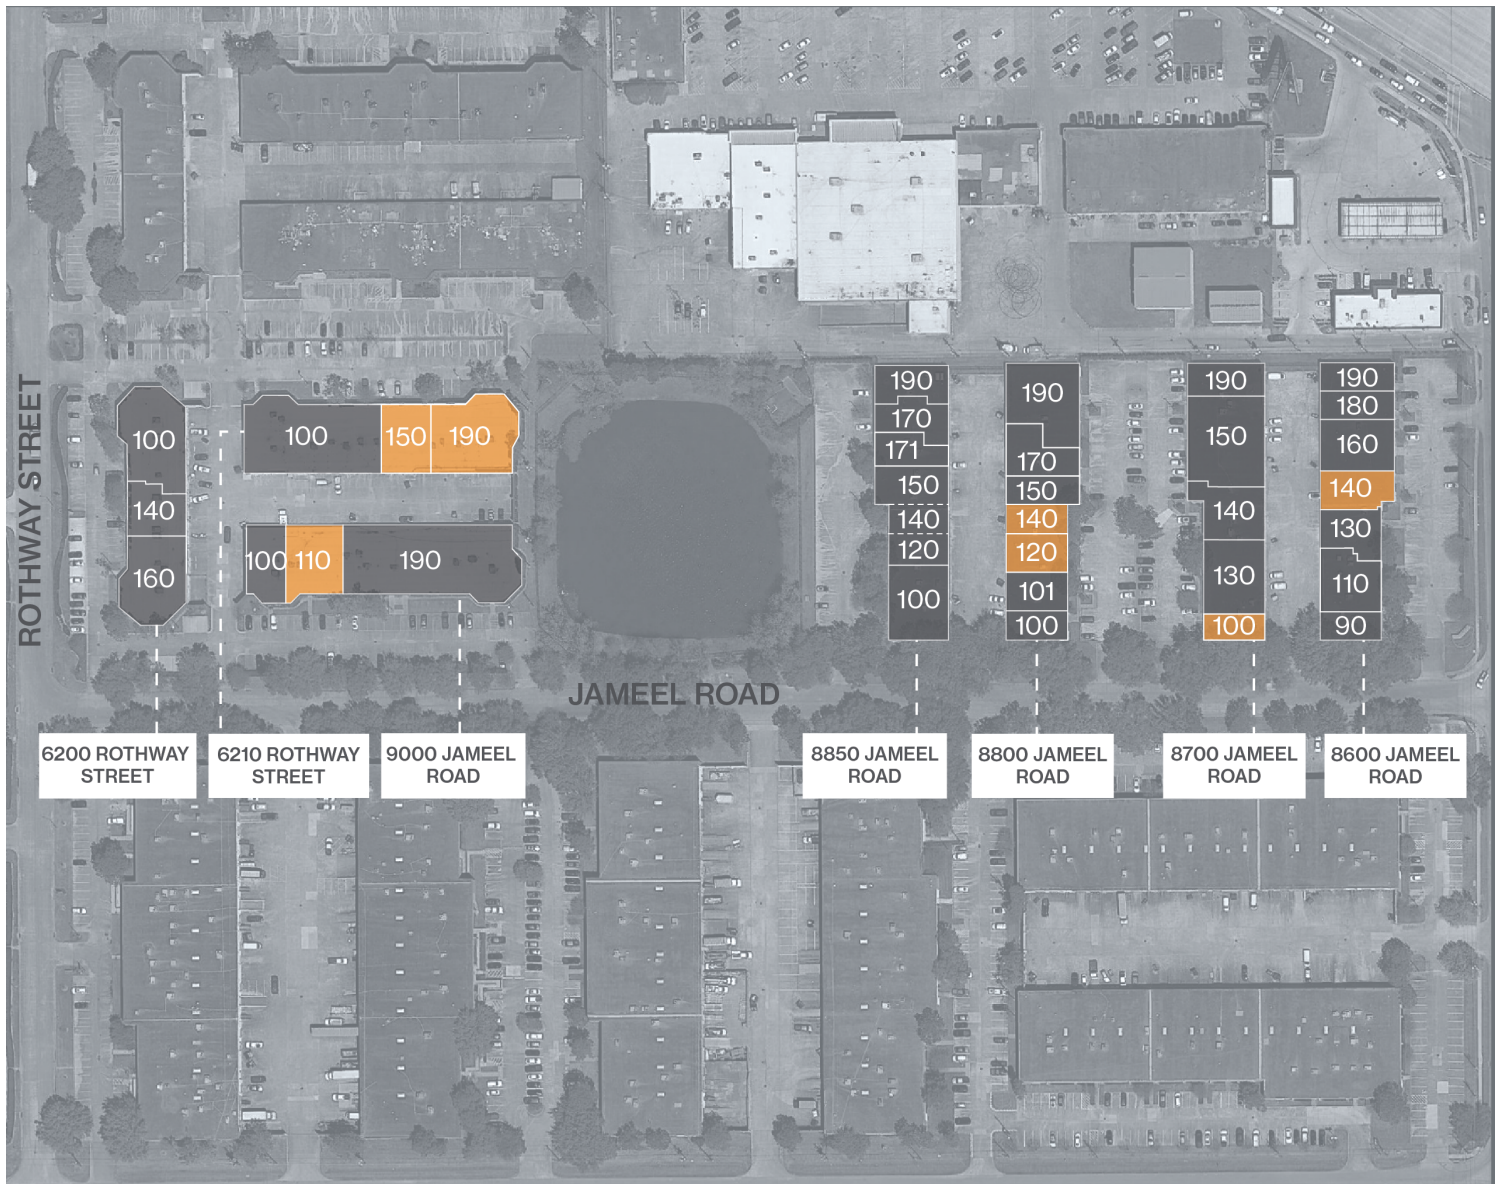 ROTHWAY STREET
100
140
160
100
150
190
100
110
190
190
170
171
150
140
120
100
190
170
150
140
120
101
100
190
150
140
130
100
190
180
160
140
130
110
90
JAMEEL ROAD
6200 ROTHWAY
STREET
6210 ROTHWAY
STREET
9000 JAMEEL
ROAD
8850 JAMEEL
ROAD
8800 JAMEEL
ROAD
8700 JAMEEL
ROAD
8600 JAMEEL
ROAD